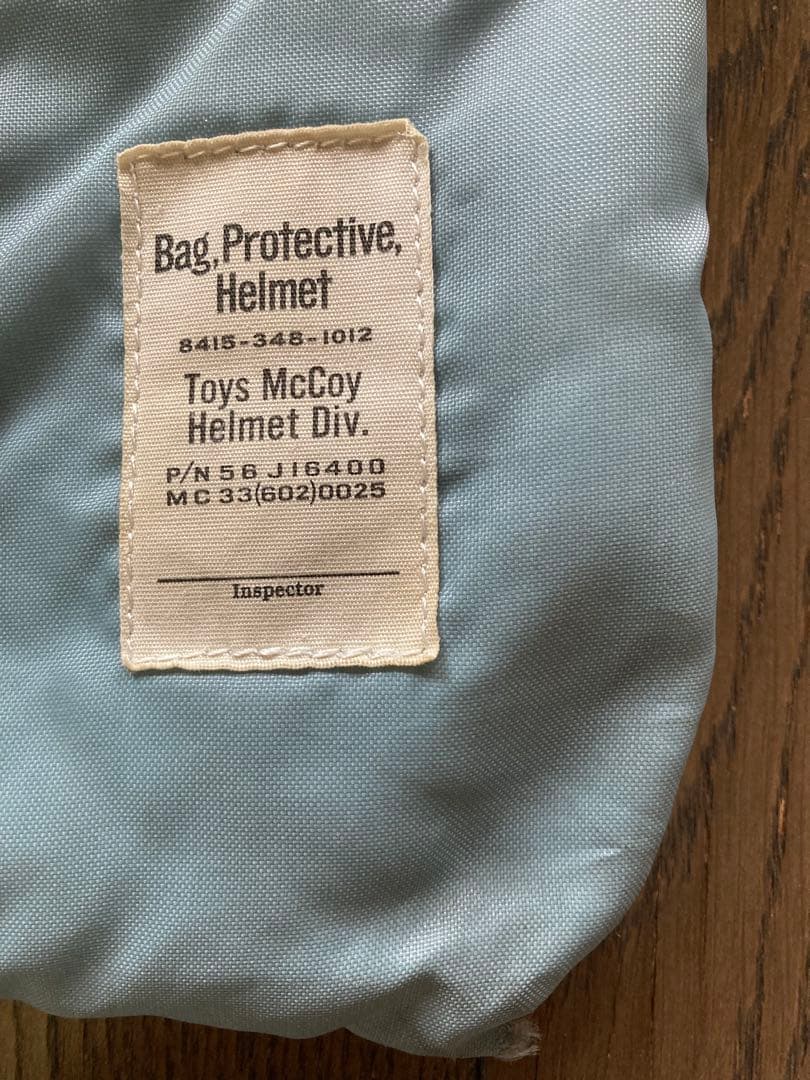 Bag, Protective,
Helmet
8415-348-1012
Toys McCoy
Helmet Div.
P/N 56 J16400
MC 33(602)0025
Inspector